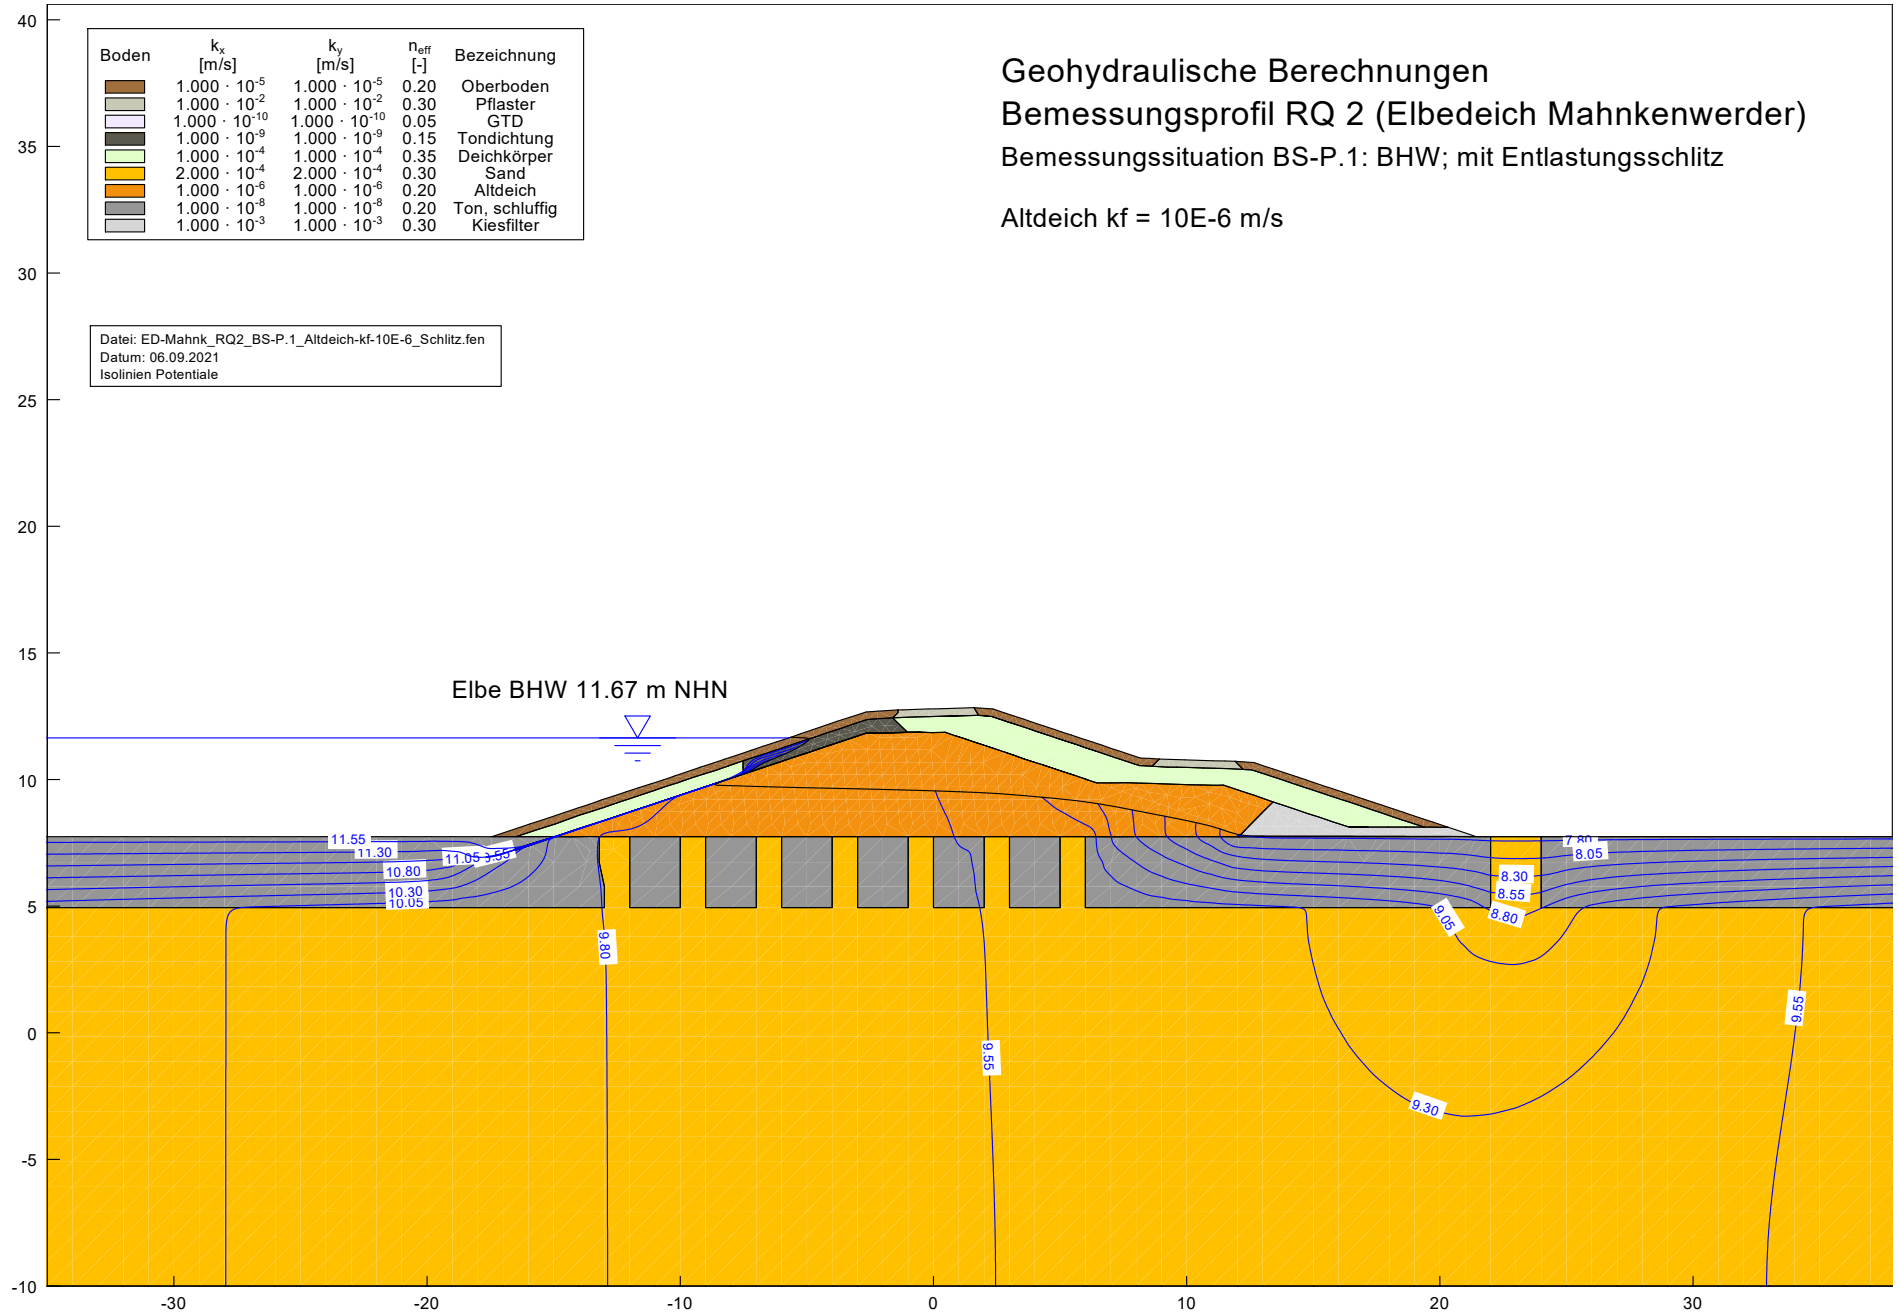 Boden kx [m/s] ky [m/s] neff [-] Bezeichnung
1.000 · 10-5 1.000 · 10-5 0.20 Oberboden
1.000 · 10-2 1.000 · 10-2 0.30 Pflaster
1.000 · 10-10 1.000 · 10-10 0.05 GTD
1.000 · 10-9 1.000 · 10-9 0.15 Tondichtung
1.000 · 10-4 1.000 · 10-4 0.35 Deichkörper
2.000 · 10-4 2.000 · 10-4 0.30 Sand
1.000 · 10-6 1.000 · 10-6 0.20 Altdeich
1.000 · 10-8 1.000 · 10-8 0.20 Ton, schluffig
1.000 · 10-3 1.000 · 10-3 0.30 Kiesfilter
Geohydraulische Berechnungen
Bemessungsprofil RQ 2 (Elbedeich Mahnkenwerder)
Bemessungssituation BS-P.1: BHW; mit Entlastungsschlitz
Altdeich kf = 10E-6 m/s
Datei: ED-Mahnk_RQ2_BS-P.1_Altdeich-kf-10E-6_Schlitz.fen
Datum: 06.09.2021
Isolinien Potentiale
Elbe BHW 11.67 m NHN
40
35
30
25
20
15
10
5
0
-5
-10
11.55
11.30
11.05
10.80
10.30
10.05
9.80
9.55
9.30
9.05
8.80
8.55
8.30
8.05
7.80
9.55
-30
-20
-10
0
10
20
30